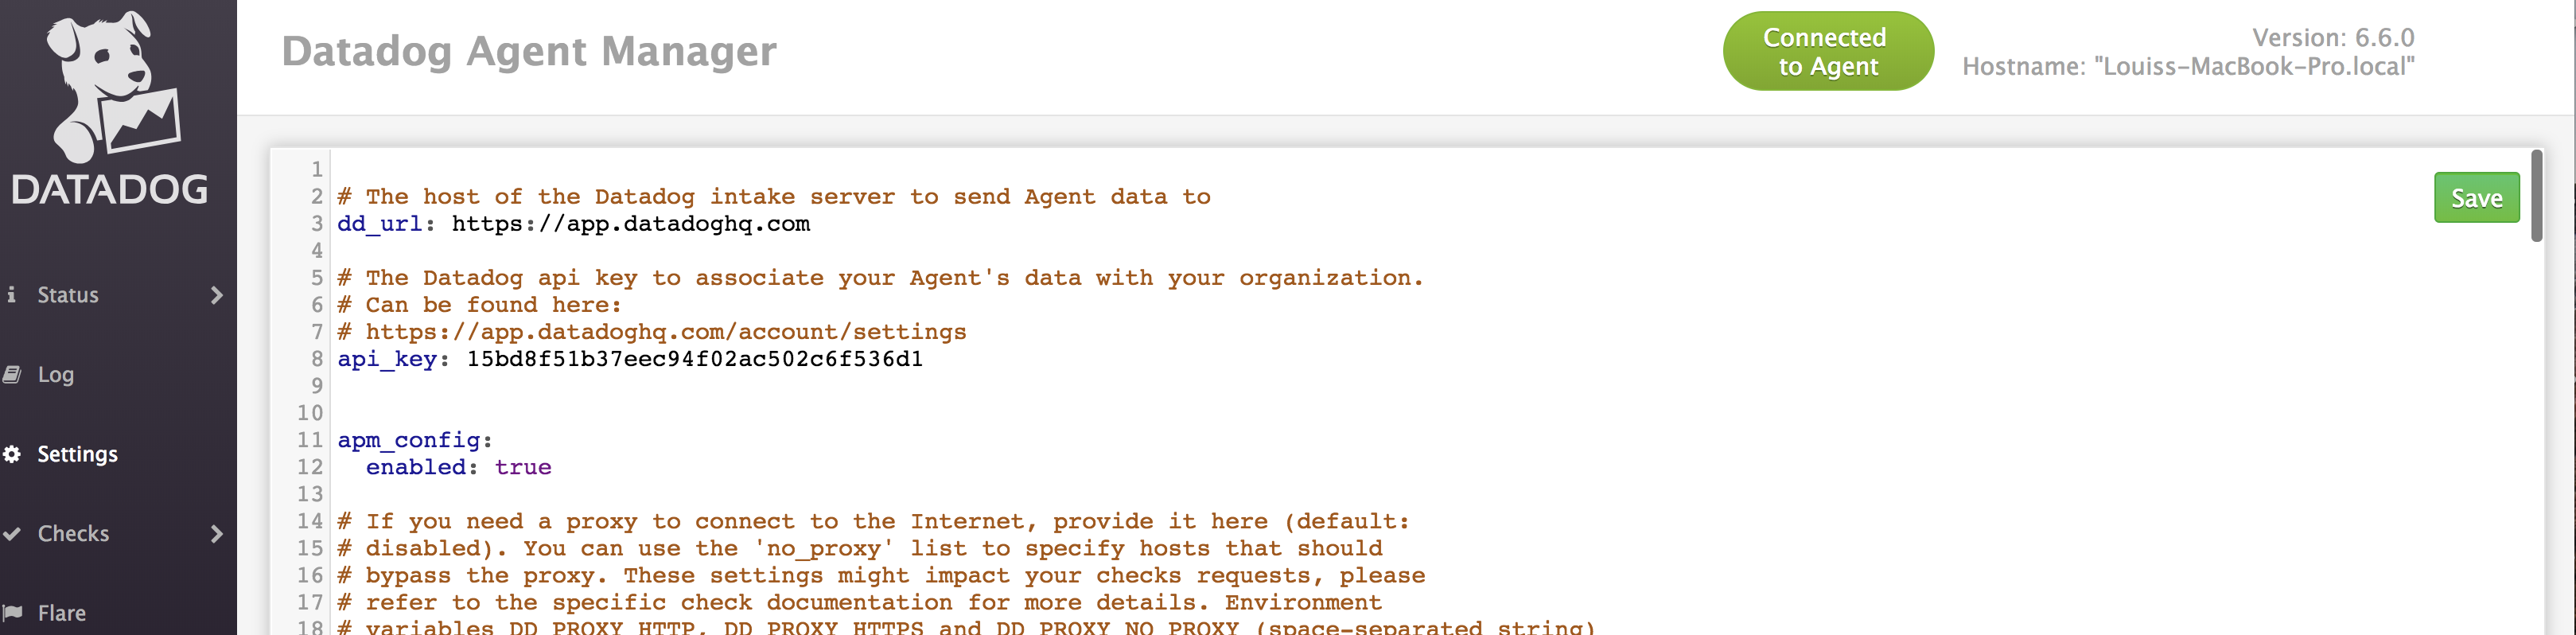 DATADOG
Status
Log
Settings
Checks
Flare
Datadog Agent Manager
Connected
to Agent
Version: 6.6.0
Hostname: "Louiss-MacBook-Pro.local"
Save
1
2 # The host of the Datadog intake server to send Agent data to
3 dd_url: https://app.datadoghq.com
4
5 # The Datadog api key to associate your Agent's data with your organization.
6 # Can be found here:
7 # https://app.datadoghq.com/account/settings
8 api_key: 15bd8f51b37eec94f02ac502c6f536d1
9
10
11 apm_config:
12   enabled: true
13
14 # If you need a proxy to connect to the Internet, provide it here (default:
15 # disabled). You can use the 'no_proxy' list to specify hosts that should
16 # bypass the proxy. These settings might impact your checks requests, please
17 # refer to the specific check documentation for more details. Environment
18 # variables DD_PROXY_HTTP, DD_PROXY_HTTPS and DD_PROXY_NO_PROXY (space-separated string)